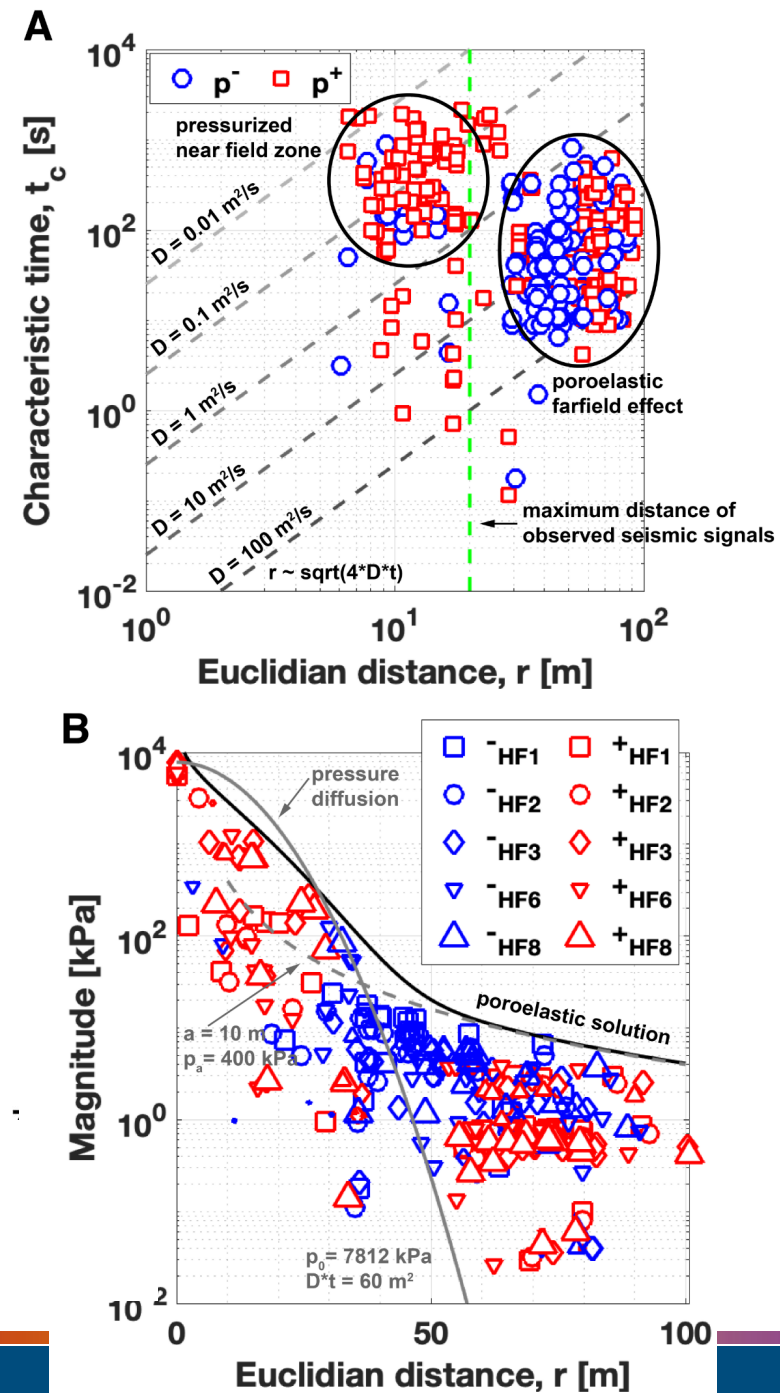 A
10^4
p^- p^+
pressurized
near field zone
D = 0.01 m²/s
10^2
D = 0.1 m²/s
D = 1 m²/s
10^0
poroelastic
farfield effect
D = 10 m²/s
D = 100 m²/s
maximum distance of
observed seismic signals
r ~ sqrt(4*D*t)
10^-2
10^0 10^1 10^2
Characteristic time, t_c [s]
Euclidian distance, r [m]
B
10^4
-HF1 +HF1
-HF2 +HF2
-HF3 +HF3
-HF6 +HF6
-HF8 +HF8
pressure
diffusion
10^2
poroelastic solution
a = 10 m
p_a = 400 kPa
10^0
p_0 = 7812 kPa
D*t = 60 m²
10^-2
0 50 100
Magnitude [kPa]
Euclidian distance, r [m]